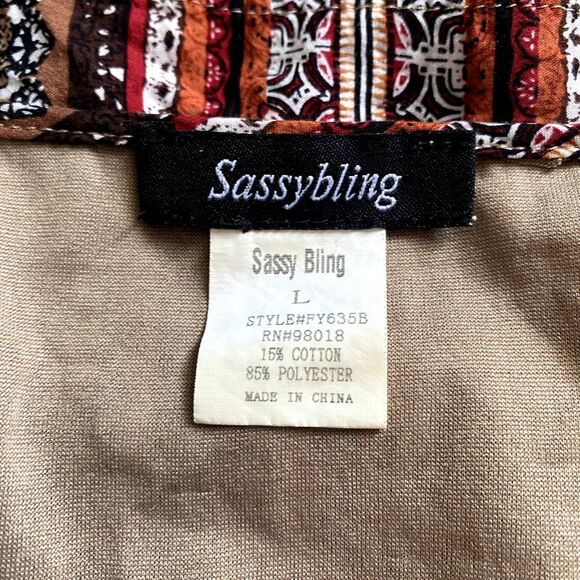 Sassybling
Sassy Bling
L
STYLE#FY635B
RN#98018
15% COTTON
85% POLYESTER
MADE IN CHINA